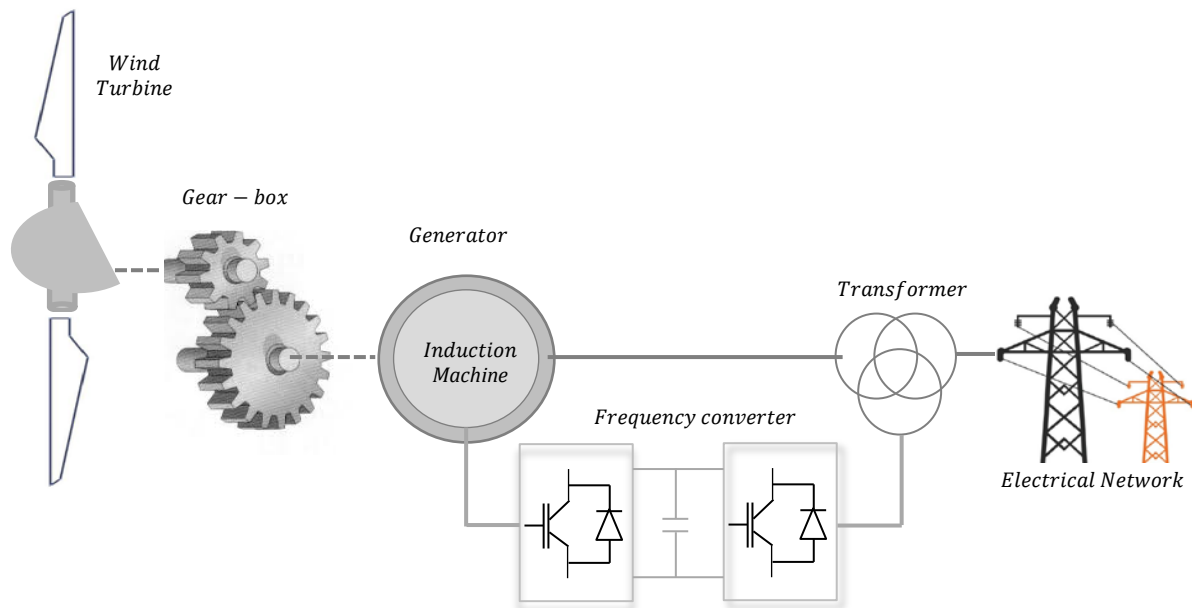 Wind
Turbine
Gear − box
Generator
Transformer
Induction
Machine
Frequency converter
Electrical Network